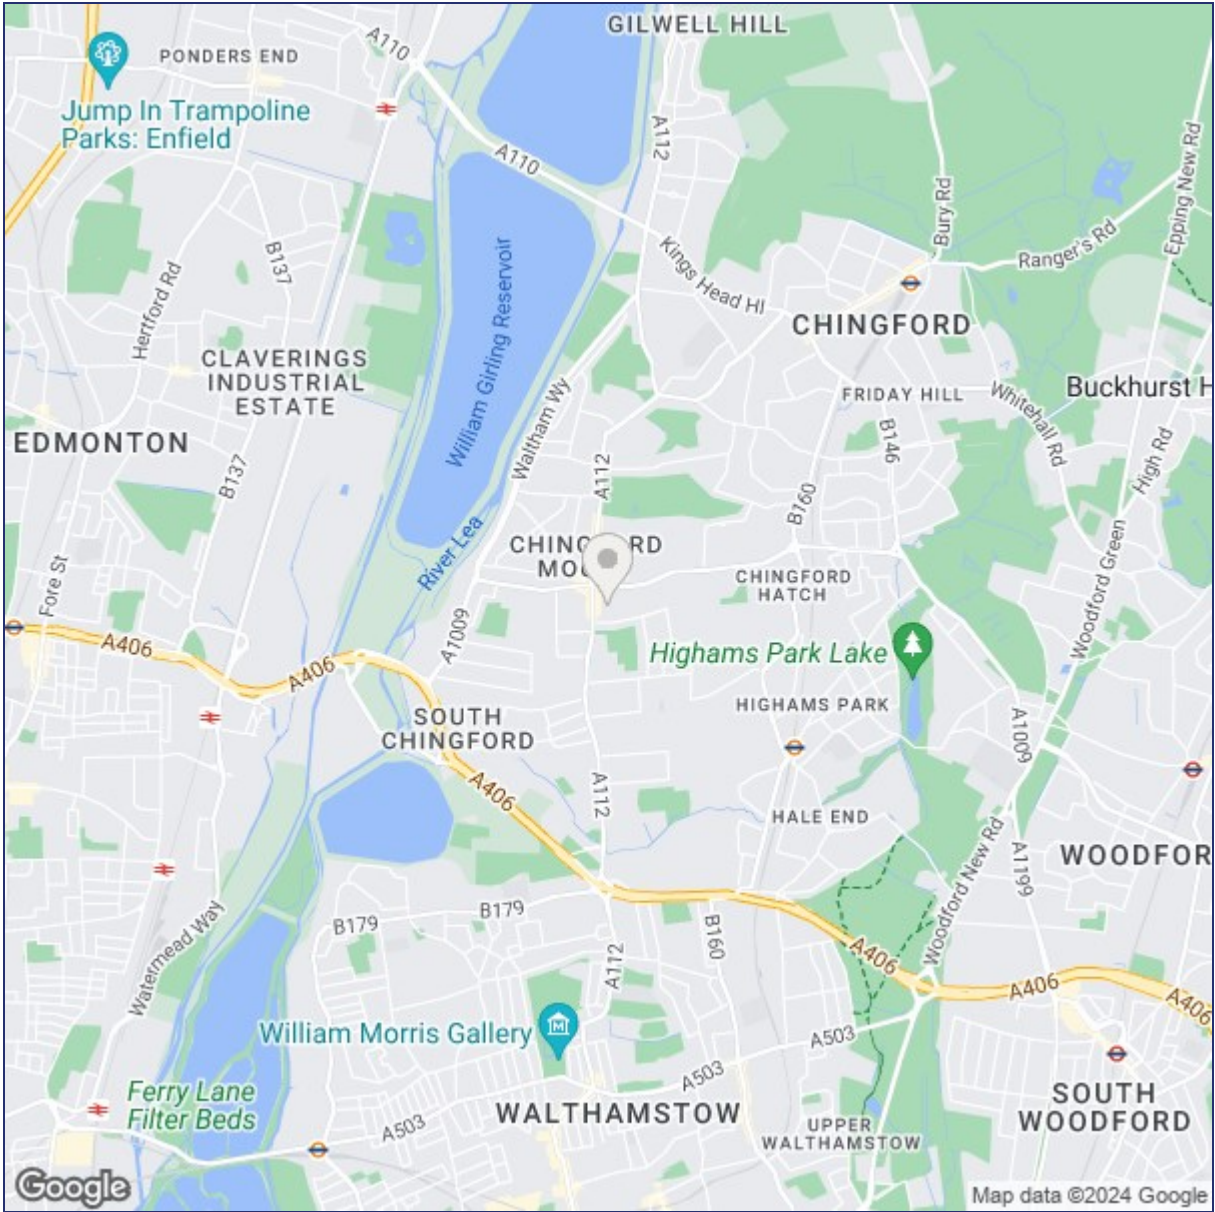 GILWELL HILL
A110
PONDERS END
Jump In Trampoline
Parks: Enfield
A112
A110
Bury Rd
Epping New Rd
Ranger's Rd
Kings Head Hl
B137
Hertford Rd
William Girling Reservoir
CHINGFORD
CLAVERINGS
INDUSTRIAL
ESTATE
FRIDAY HILL
Whitehall Rd
Buckhurst H
Waltham Wy
B146
EDMONTON
High Rd
B137
A112
B160
River Lea
CHINGFORD
Woodford Green
Fore St
CHINGFORD
HATCH
A1009
A406
Highams Park Lake
A406
HIGHAMS PARK
SOUTH
CHINGFORD
A1009
A406
A112
HALE END
Woodford New Rd
A1199
WOODFOR
B179
B179
B160
Watermead Way
A112
A406
A406
A406
William Morris Gallery
A503
A503
Ferry Lane
Filter Beds
WALTHAMSTOW
A503
UPPER
WALTHAMSTOW
SOUTH
WOODFORD
Google
Map data ©2024 Google